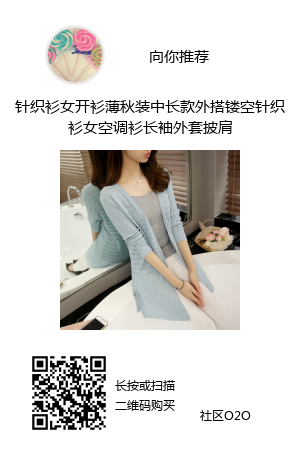 向你推荐
针织衫女开衫薄秋装中长款外搭镂空针织
衫女空调衫长袖外套披肩
长按或扫描
二维码购买
社区O2O